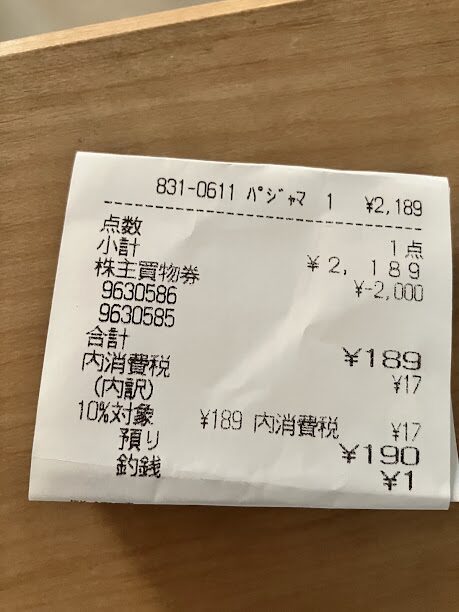 831-0611 ﾊﾟｼﾞｬﾏ 1 ¥2,189
点数 1点
小計 ¥2,189
株主買物券 ¥-2,000
9630586
9630585
合計 ¥189
内消費税 ¥17
(内訳)
10%対象 ¥189 内消費税 ¥17
預り ¥190
釣銭 ¥1